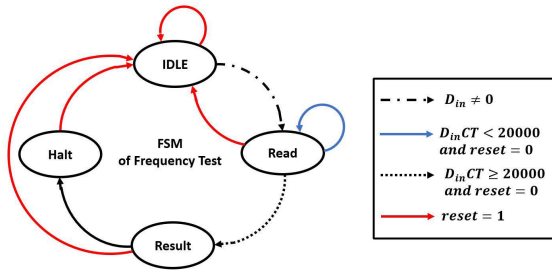 IDLE
Halt
FSM
of Frequency Test
Read
Result
D_in ≠ 0
D_inCT < 20000
and reset = 0
D_inCT ≥ 20000
and reset = 0
reset = 1